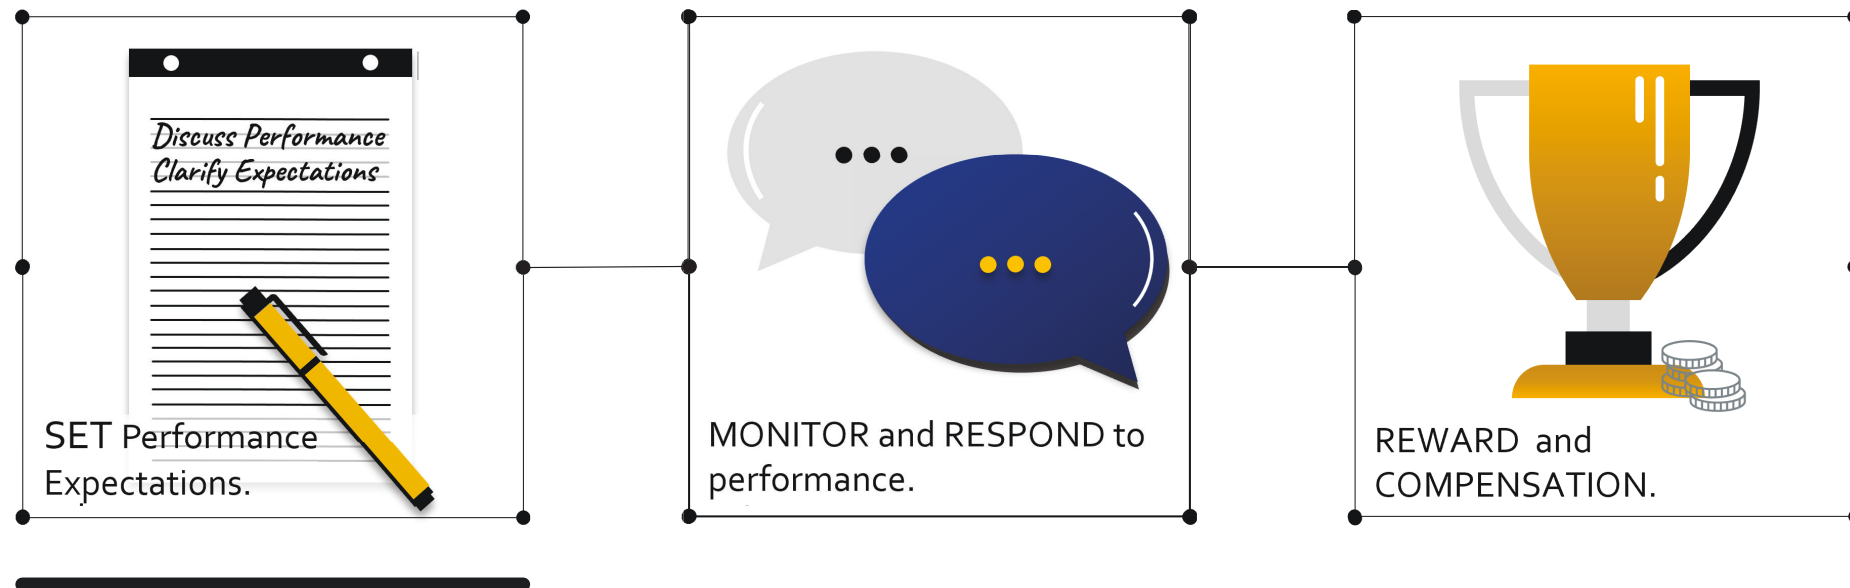 Discuss Performance
Clarify Expectations
SET Performance
Expectations.
MONITOR and RESPOND to
performance.
REWARD and
COMPENSATION.